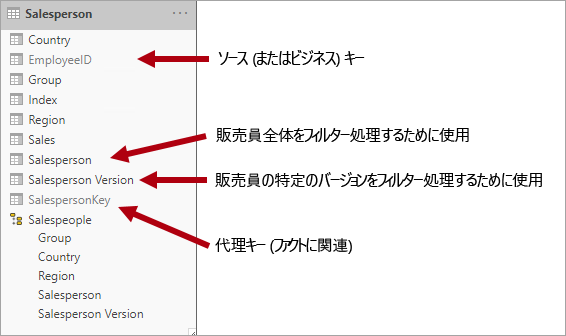 Salesperson
Country
EmployeeID
ソース (またはビジネス) キー
Group
Index
Region
Sales
販売員全体をフィルター処理するために使用
Salesperson
Salesperson Version
販売員の特定のバージョンをフィルター処理するために使用
SalespersonKey
Salespeople
Group
代理キー (ファクトに関連)
Country
Region
Salesperson
Salesperson Version